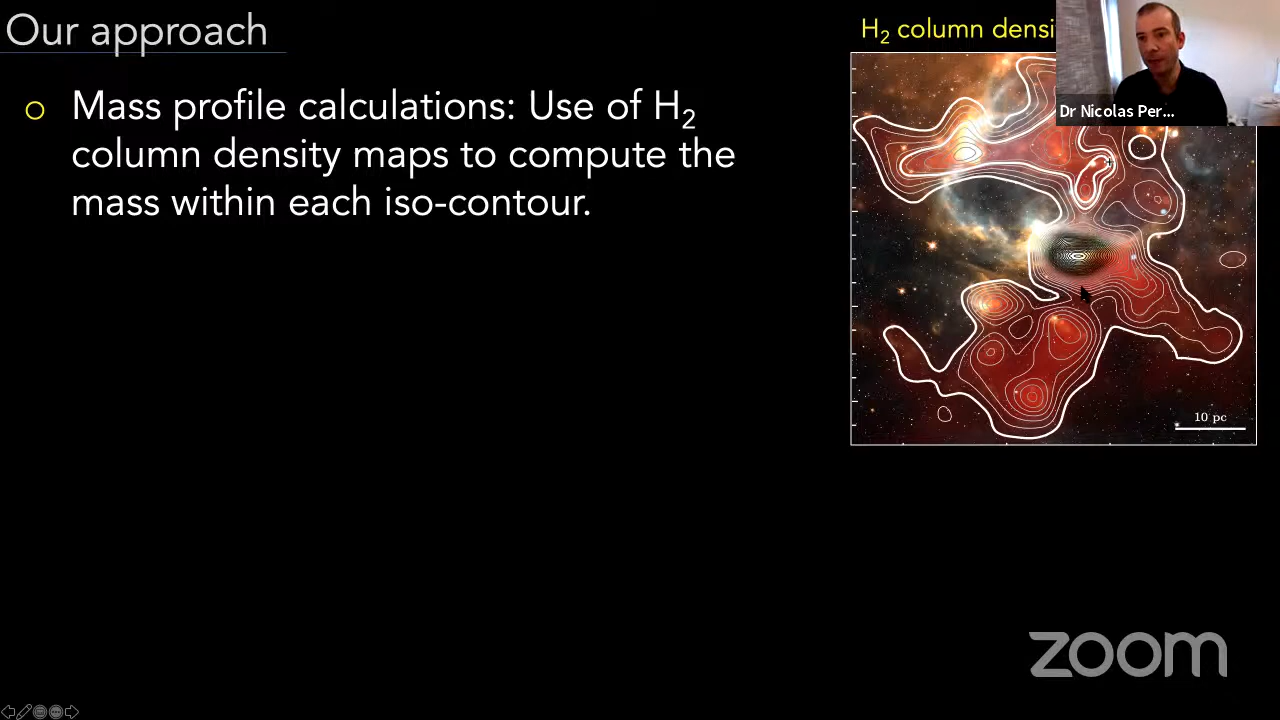 Our approach
H₂ column densi
Dr Nicolas Per...
○ Mass profile calculations: Use of H₂
column density maps to compute the
mass within each iso-contour.
10 pc
zoom